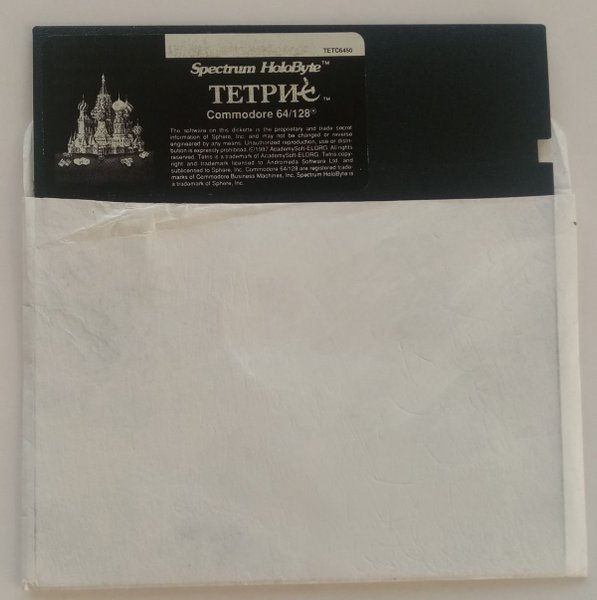 TETC6450
Spectrum HoloByte™
ТЕТРИС™
Commodore 64/128®
The software on this diskette is the proprietary and trade secret
information of Sphere, Inc. and may not be changed or reverse
engineered by any means. Unauthorized reproduction, use or distri-
bution is expressly prohibited. ©1987 AcademySoft-ELORG. All rights
reserved. Tetris is a trademark of AcademySoft-ELORG. Tetris copy-
right and trademark licensed to Andromeda Software Ltd. and
sublicensed to Sphere, Inc. Commodore 64/128 are registered trade-
marks of Commodore Business Machines, Inc. Spectrum HoloByte is
a trademark of Sphere, Inc.